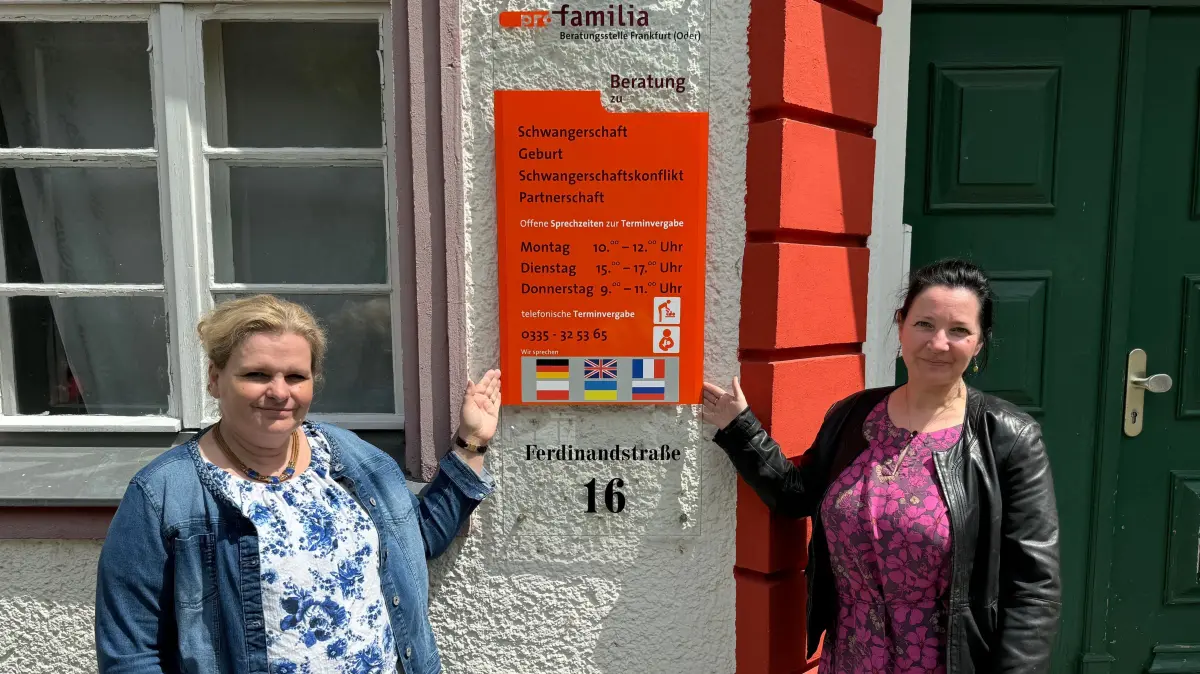 pro familia
Beratungsstelle Frankfurt (Oder)
Beratung
zu
Schwangerschaft
Geburt
Schwangerschaftskonflikt
Partnerschaft
Offene Sprechzeiten zur Terminvergabe
Montag 10.⁰⁰ – 12.⁰⁰ Uhr
Dienstag 15.⁰⁰ – 17.⁰⁰ Uhr
Donnerstag 9.⁰⁰ – 11.⁰⁰ Uhr
telefonische Terminvergabe
0335 - 32 53 65
Wir sprechen
Ferdinandstraße
16